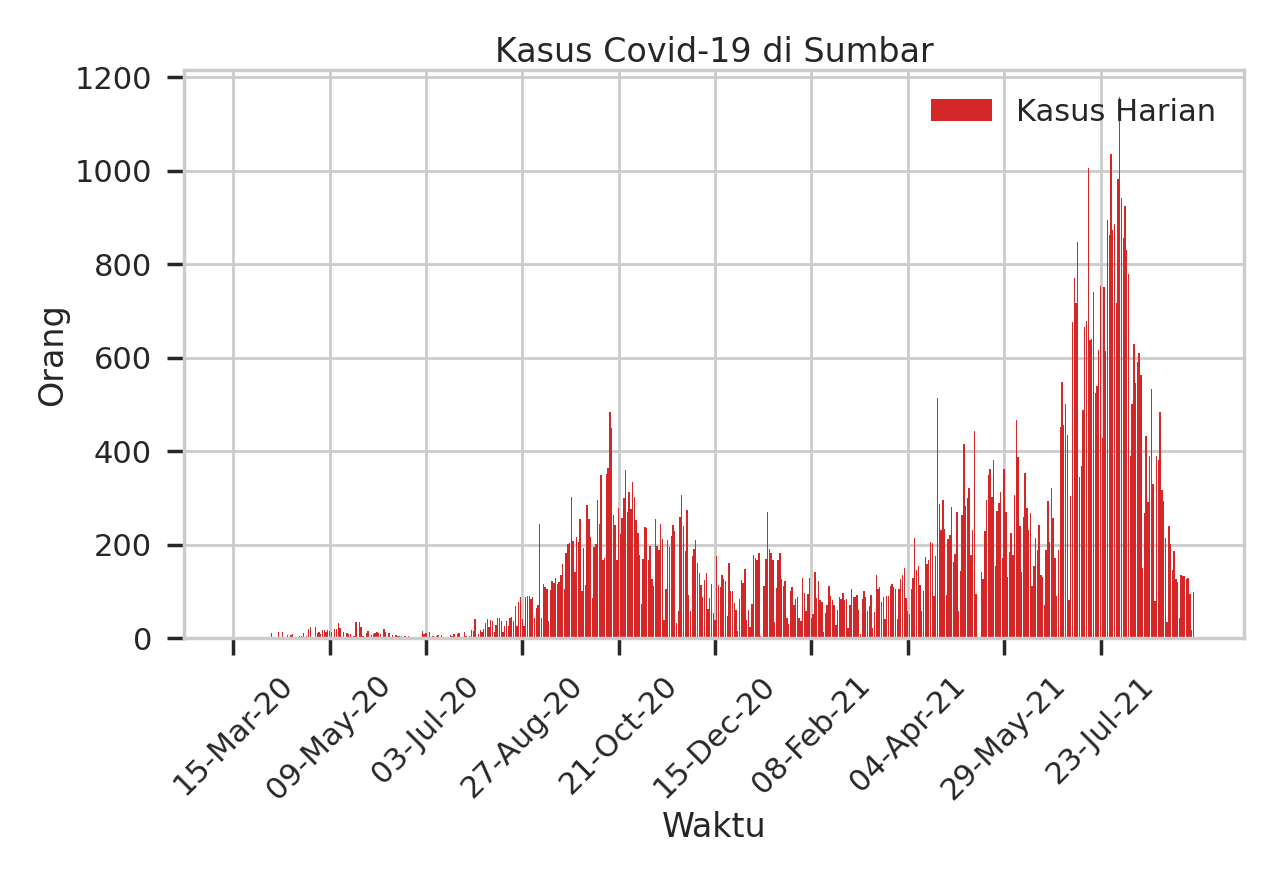 Kasus Covid-19 di Sumbar
Kasus Harian
Orang
1200
1000
800
600
400
200
0
15-Mar-20
09-May-20
03-Jul-20
27-Aug-20
21-Oct-20
15-Dec-20
08-Feb-21
04-Apr-21
29-May-21
23-Jul-21
Waktu